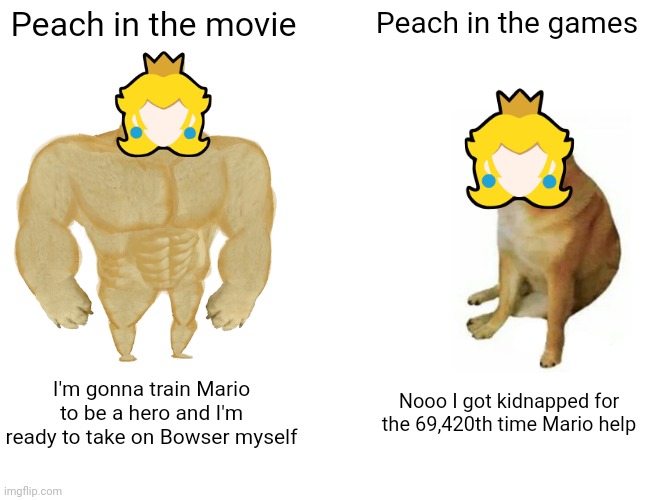 Peach in the movie
Peach in the games
I'm gonna train Mario
to be a hero and I'm
ready to take on Bowser myself
Nooo I got kidnapped for
the 69,420th time Mario help
imgflip.com